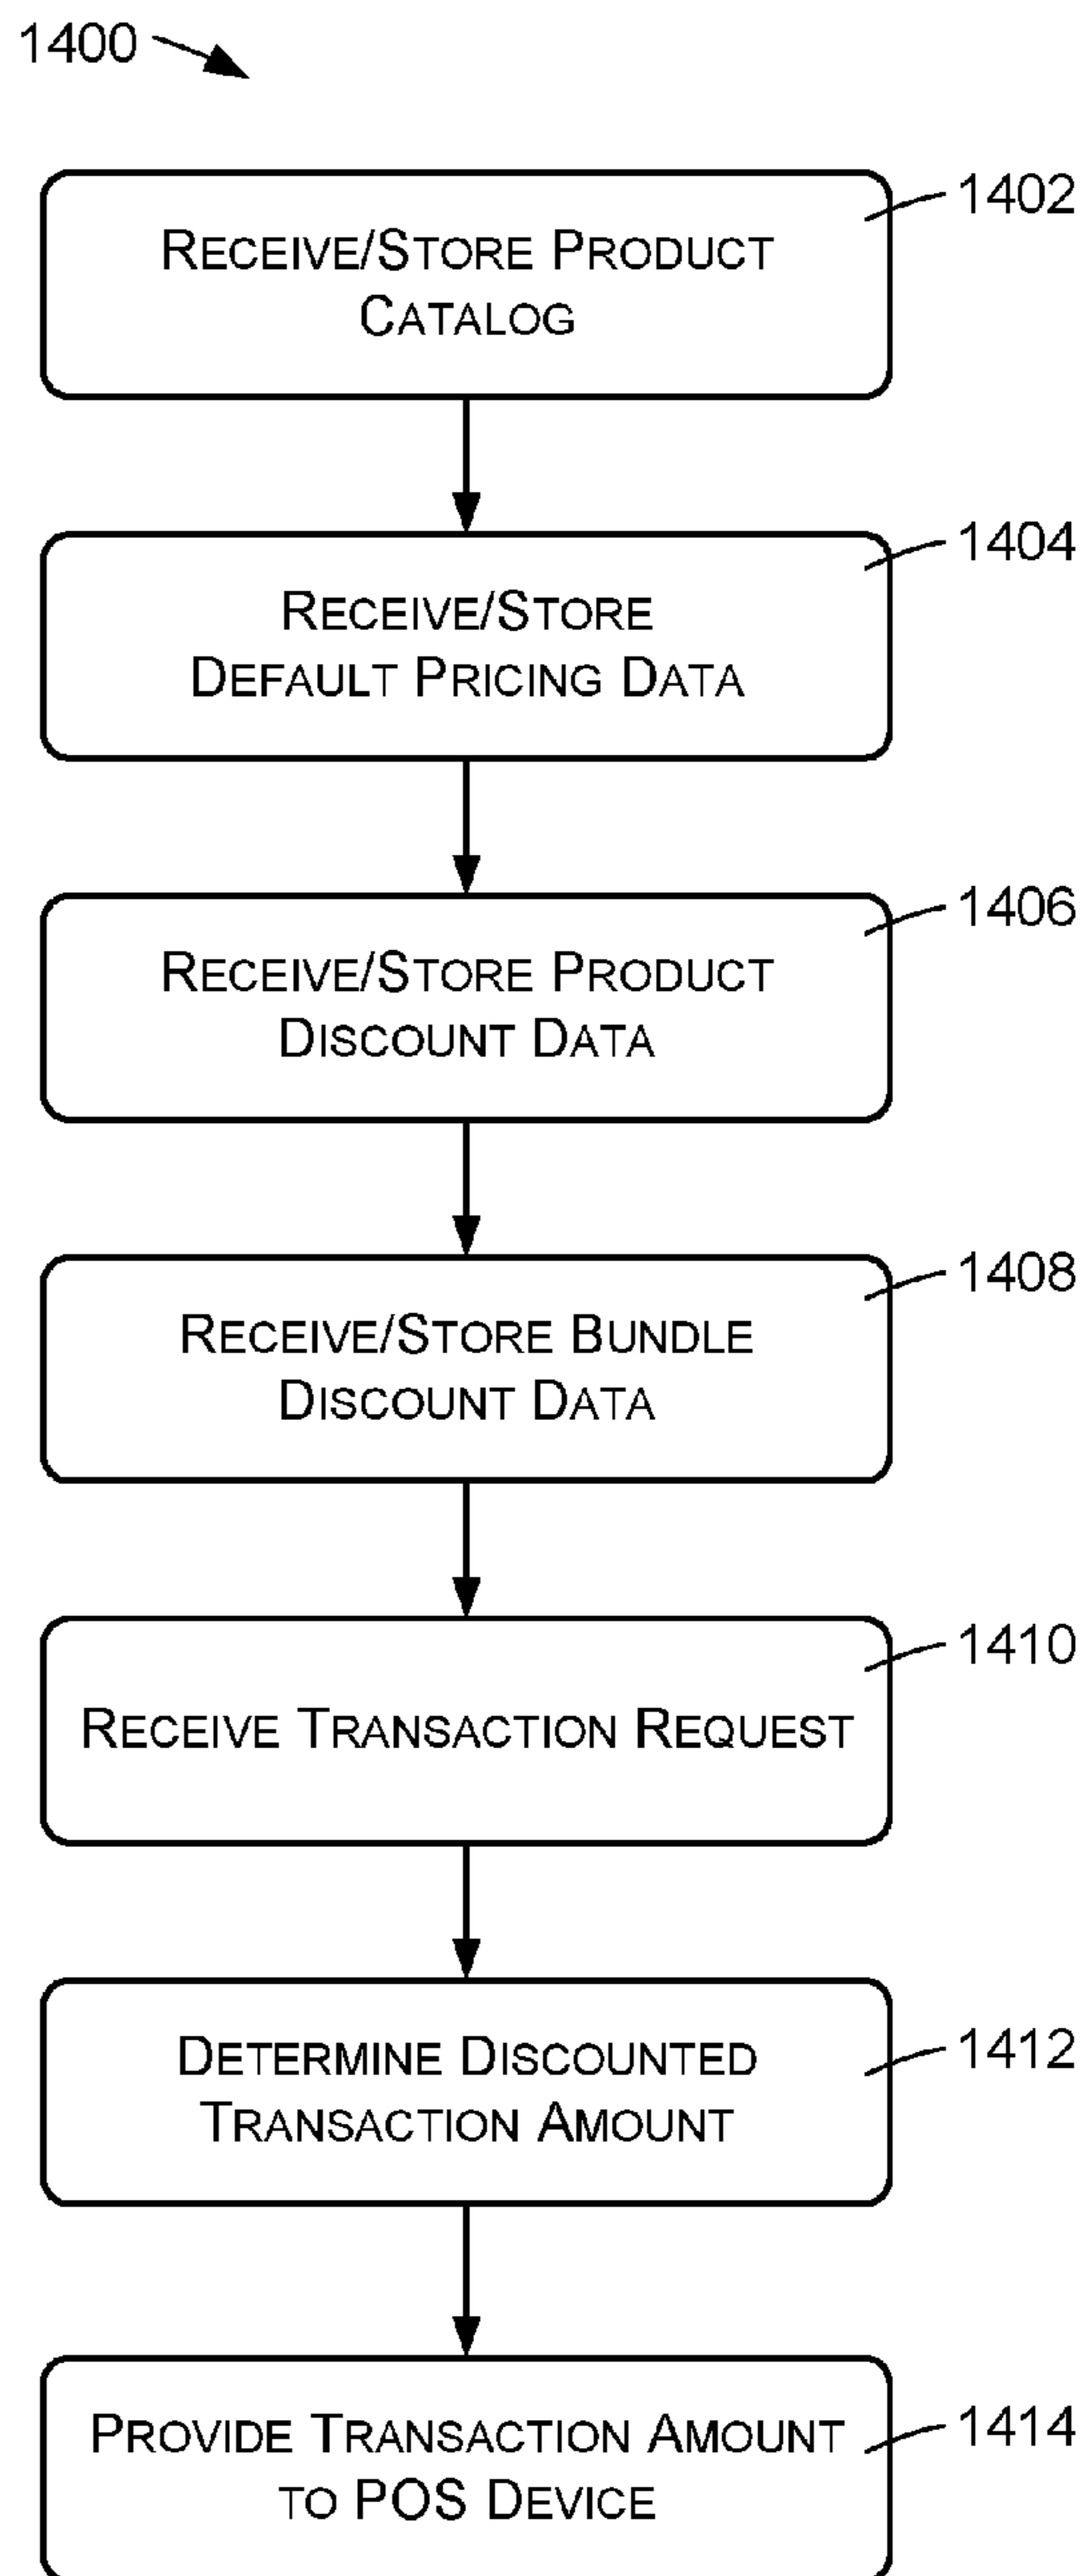 1400
1402
RECEIVE/STORE PRODUCT
CATALOG
1404
RECEIVE/STORE
DEFAULT PRICING DATA
1406
RECEIVE/STORE PRODUCT
DISCOUNT DATA
1408
RECEIVE/STORE BUNDLE
DISCOUNT DATA
1410
RECEIVE TRANSACTION REQUEST
1412
DETERMINE DISCOUNTED
TRANSACTION AMOUNT
1414
PROVIDE TRANSACTION AMOUNT
TO POS DEVICE